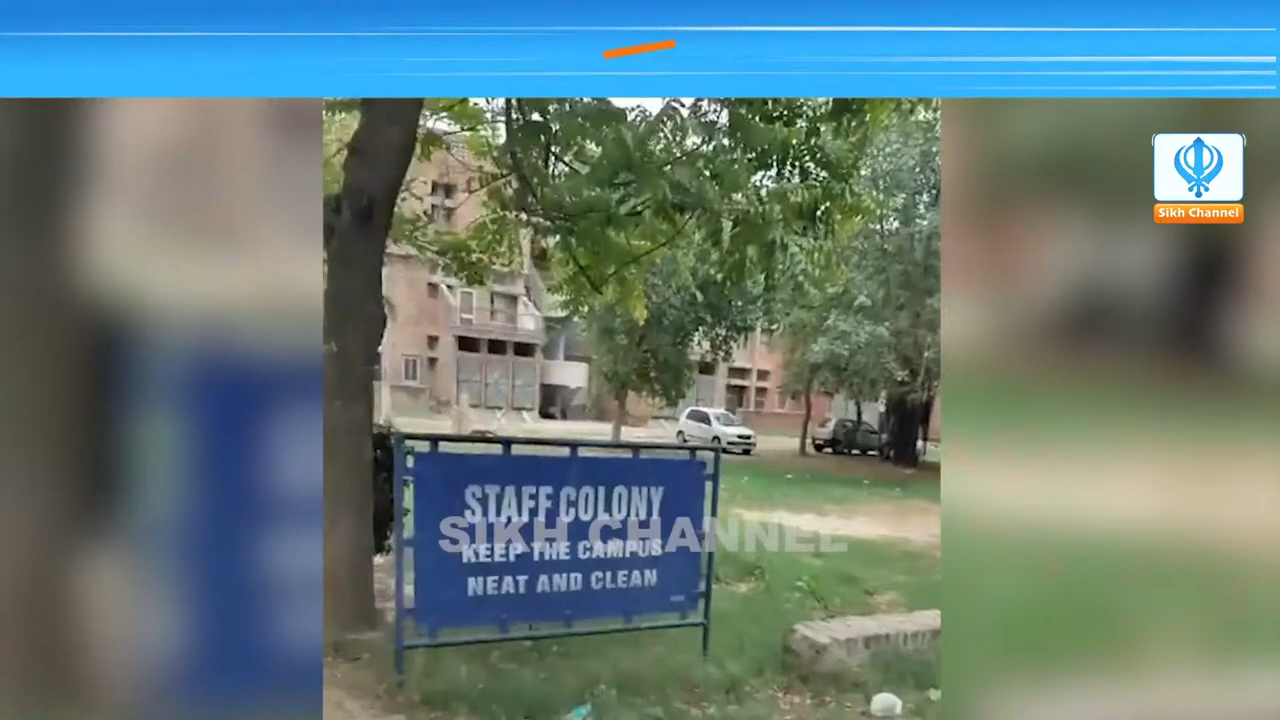 Sikh Channel
STAFF COLONY
SIKH CHANNEL
KEEP THE CAMPUS
NEAT AND CLEAN